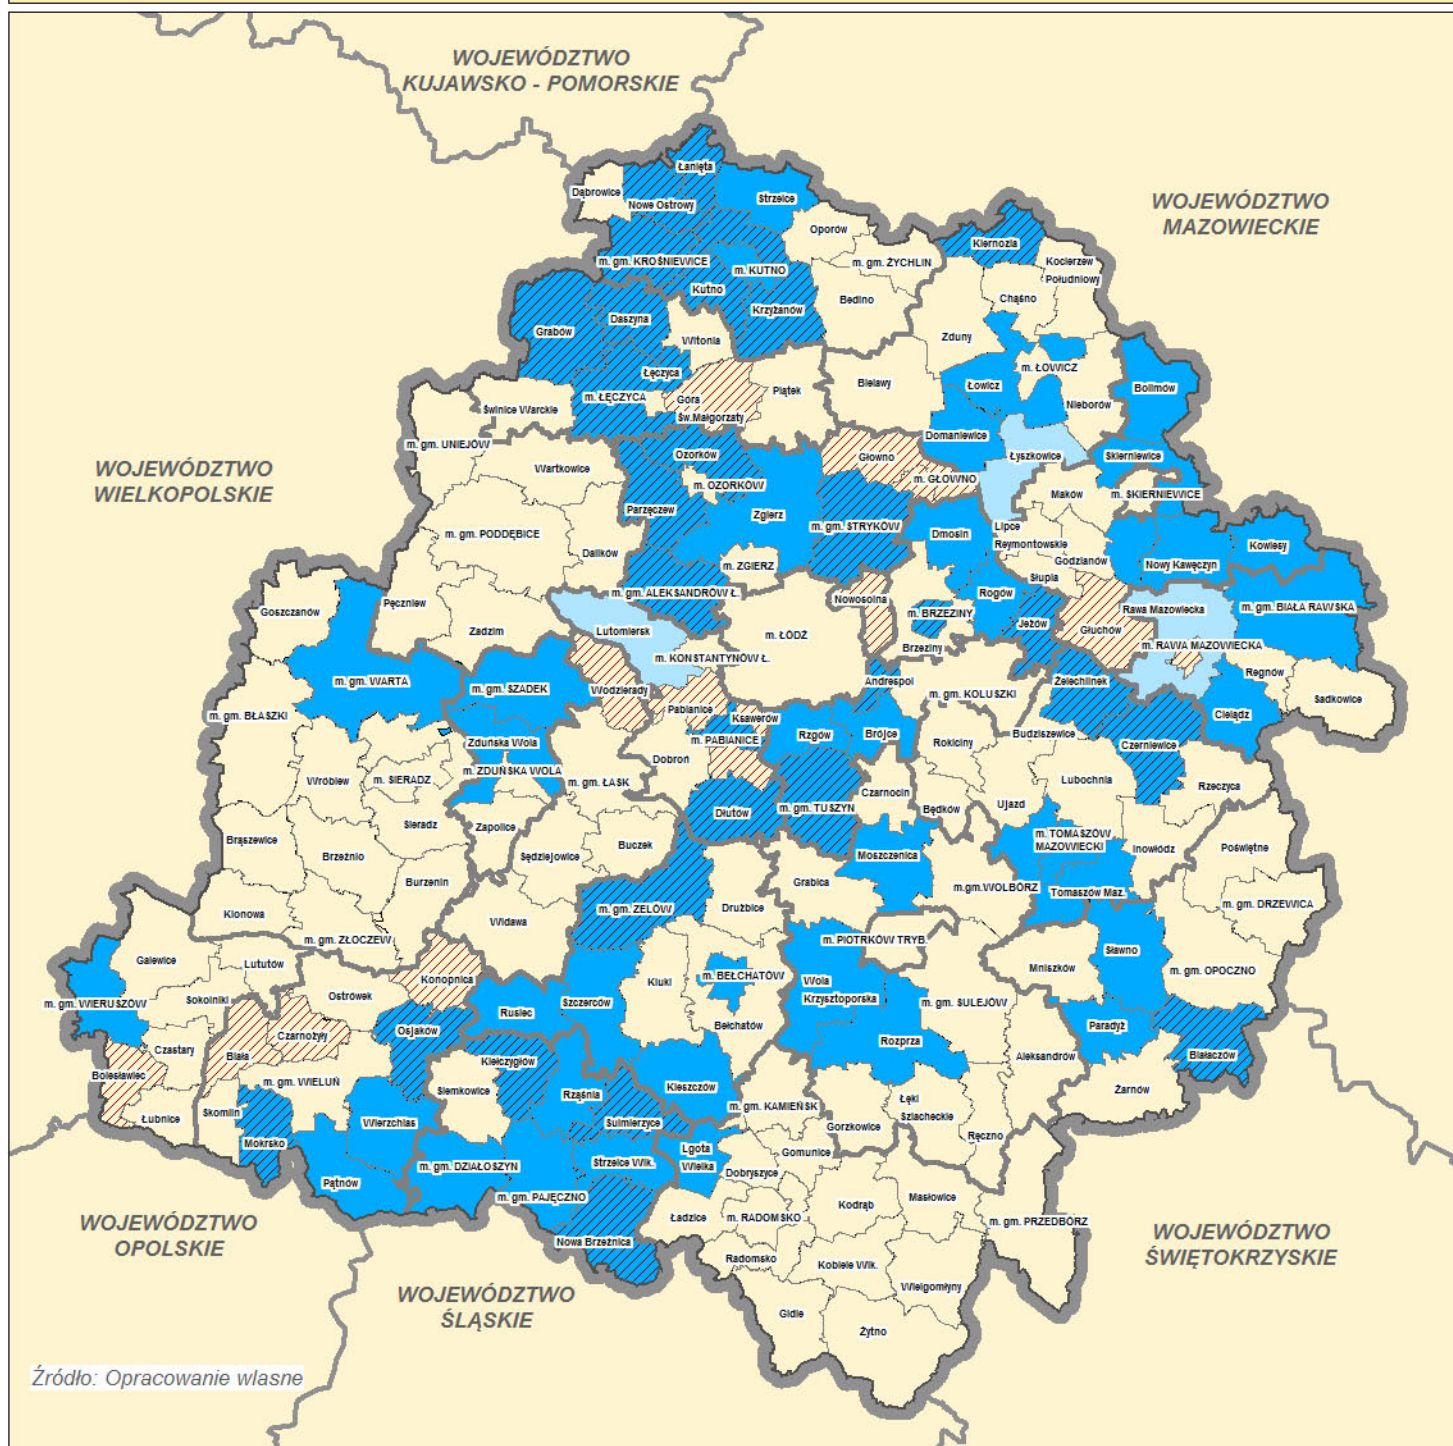 WOJEWÓDZTWO
KUJAWSKO - POMORSKIE
WOJEWÓDZTWO
MAZOWIECKIE
Łanięta
Dąbrowice
Nowe Ostrowy
Strzelce
Oporów
Kiernozia
m. gm. KROŚNIEWICE
m. KUTNO
m. gm. ŻYCHLIN
Kocierzew
Południowy
Kutno
Krzyżanów
Bedlno
Chąśno
Grabów
Daszyna
Witonia
Zduny
Łęczyca
m. ŁĘCZYCA
Góra
Św.Małgorzaty
Piątek
Bielawy
Łowicz
m. ŁOWICZ
Nieborów
Bolimów
Świnice Warckie
m. gm. UNIEJÓW
Domaniewice
Łyszkowice
Skierniewice
WOJEWÓDZTWO
WIELKOPOLSKIE
Wartkowice
Ozorków
m. OZORKÓW
Głowno
m. GŁOWNO
Maków
m. SKIERNIEWICE
Parzęczew
Zgierz
m. gm. STRYKÓW
Dmosin
Lipce
Reymontowskie
Godzianów
Nowy Kawęczyn
Kowiesy
m. gm. PODDĘBICE
Dalików
m. ZGIERZ
Słupia
m. gm. ALEKSANDRÓW Ł.
Nowosolna
m. BRZEZINY
Rogów
Jeżów
Głuchów
Rawa Mazowiecka
m. gm. BIAŁA RAWSKA
Goszczanów
Pęczniew
Zadzim
Lutomiersk
m. ŁÓDŹ
Brzeziny
m. RAWA MAZOWIECKA
m. KONSTANTYNÓW Ł.
Regnów
Sadkowice
m. gm. WARTA
m. gm. SZADEK
Wodzierady
Andrespol
m. gm. KOLUSZKI
Żelechlinek
Cielądz
m. gm. BŁASZKI
Pabianice
Ksawerów
m. PABIANICE
Rzgów
Brójce
Rokiciny
Budziszewice
Czerniewice
Zduńska Wola
m. ZDUŃSKA WOLA
Dobroń
Wróblew
m. SIERADZ
m. gm. ŁASK
Czarnocin
Lubochnia
Rzeczyca
Dłutów
m. gm. TUSZYN
Będków
Ujazd
Sieradz
Zapolice
Buczek
Sędziejowice
m. TOMASZÓW
MAZOWIECKI
Inowłódz
Poświętne
Brąszewice
Brzeźnio
Moszczenica
Burzenin
Grabica
m.gm.WOLBÓRZ
Tomaszów Maz.
m. gm. DRZEWICA
Klonowa
Widawa
m. gm. ZELÓW
Drużbice
m. gm. ZŁOCZEW
m. PIOTRKÓW TRYB.
Sławno
Galewice
Lututów
Konopnica
Kluki
m. BEŁCHATÓW
Wola
Krzysztoporska
Mniszków
m. gm. OPOCZNO
m. gm. WIERUSZÓW
Sokolniki
Ostrówek
Rusiec
Szczerców
m. gm. SULEJÓW
Bełchatów
Paradyż
Czarnożyły
Osjaków
Rozprza
Aleksandrów
Białaczów
Czastary
Biała
Kiełczygłów
Bolesławiec
m. gm. WIELUŃ
Siemkowice
Rząśnia
Kleszczów
Żarnów
Łubnice
Skomlin
Wierzchlas
Sulmierzyce
m. gm. KAMIEŃSK
Łęki
Szlacheckie
Mokrsko
Gorzkowice
Ręczno
m. gm. DZIAŁOSZYN
Strzelce Wlk.
Lgota
Wielka
Gomunice
Dobryszyce
Pątnów
m. gm. PAJĘCZNO
Ładzice
m. RADOMSKO
Kodrąb
Masłowice
m. gm. PRZEDBÓRZ
WOJEWÓDZTWO
OPOLSKIE
Nowa Brzeźnica
Radomsko
Kobiele Wlk.
WOJEWÓDZTWO
ŚWIĘTOKRZYSKIE
Wielgomłyny
WOJEWÓDZTWO
ŚLĄSKIE
Gidle
Żytno
Źródło: Opracowanie wlasne